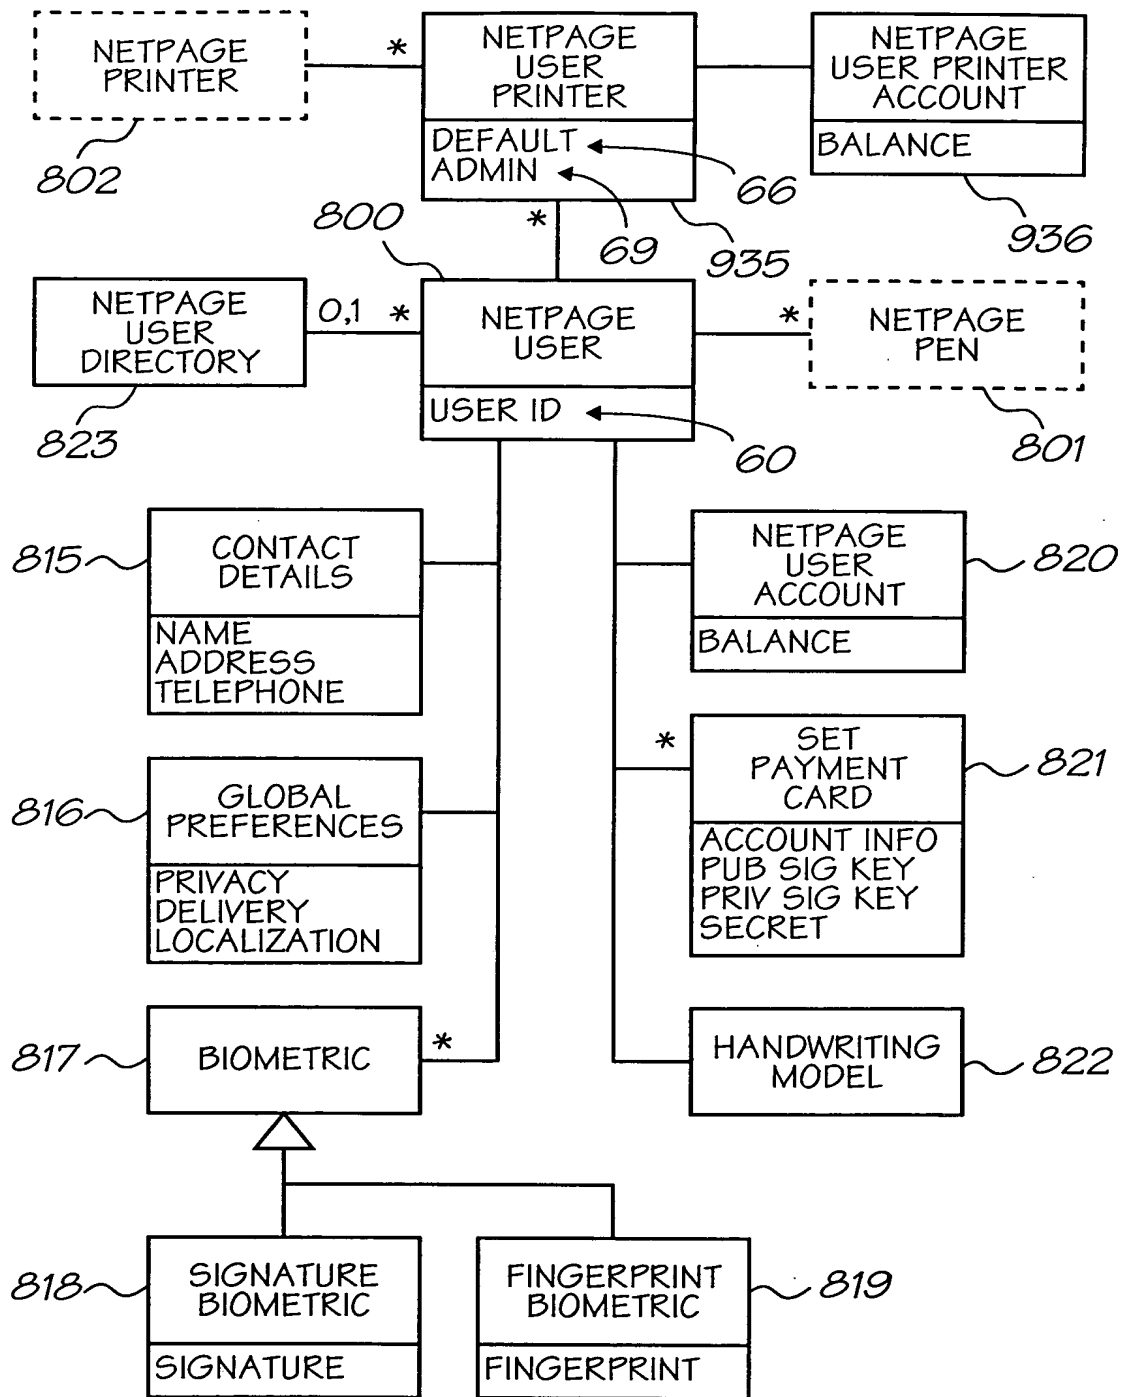 NETPAGE
PRINTER
802
*
NETPAGE
USER
PRINTER
DEFAULT
ADMIN
66
69
935
*
NETPAGE
USER PRINTER
ACCOUNT
BALANCE
936
800
NETPAGE
USER
DIRECTORY
823
0,1
*
NETPAGE
USER
USER ID
60
*
NETPAGE
PEN
801
815
CONTACT
DETAILS
NAME
ADDRESS
TELEPHONE
NETPAGE
USER
ACCOUNT
BALANCE
820
816
GLOBAL
PREFERENCES
PRIVACY
DELIVERY
LOCALIZATION
*
SET
PAYMENT
CARD
ACCOUNT INFO
PUB SIG KEY
PRIV SIG KEY
SECRET
821
817
BIOMETRIC
*
HANDWRITING
MODEL
822
818
SIGNATURE
BIOMETRIC
SIGNATURE
FINGERPRINT
BIOMETRIC
FINGERPRINT
819